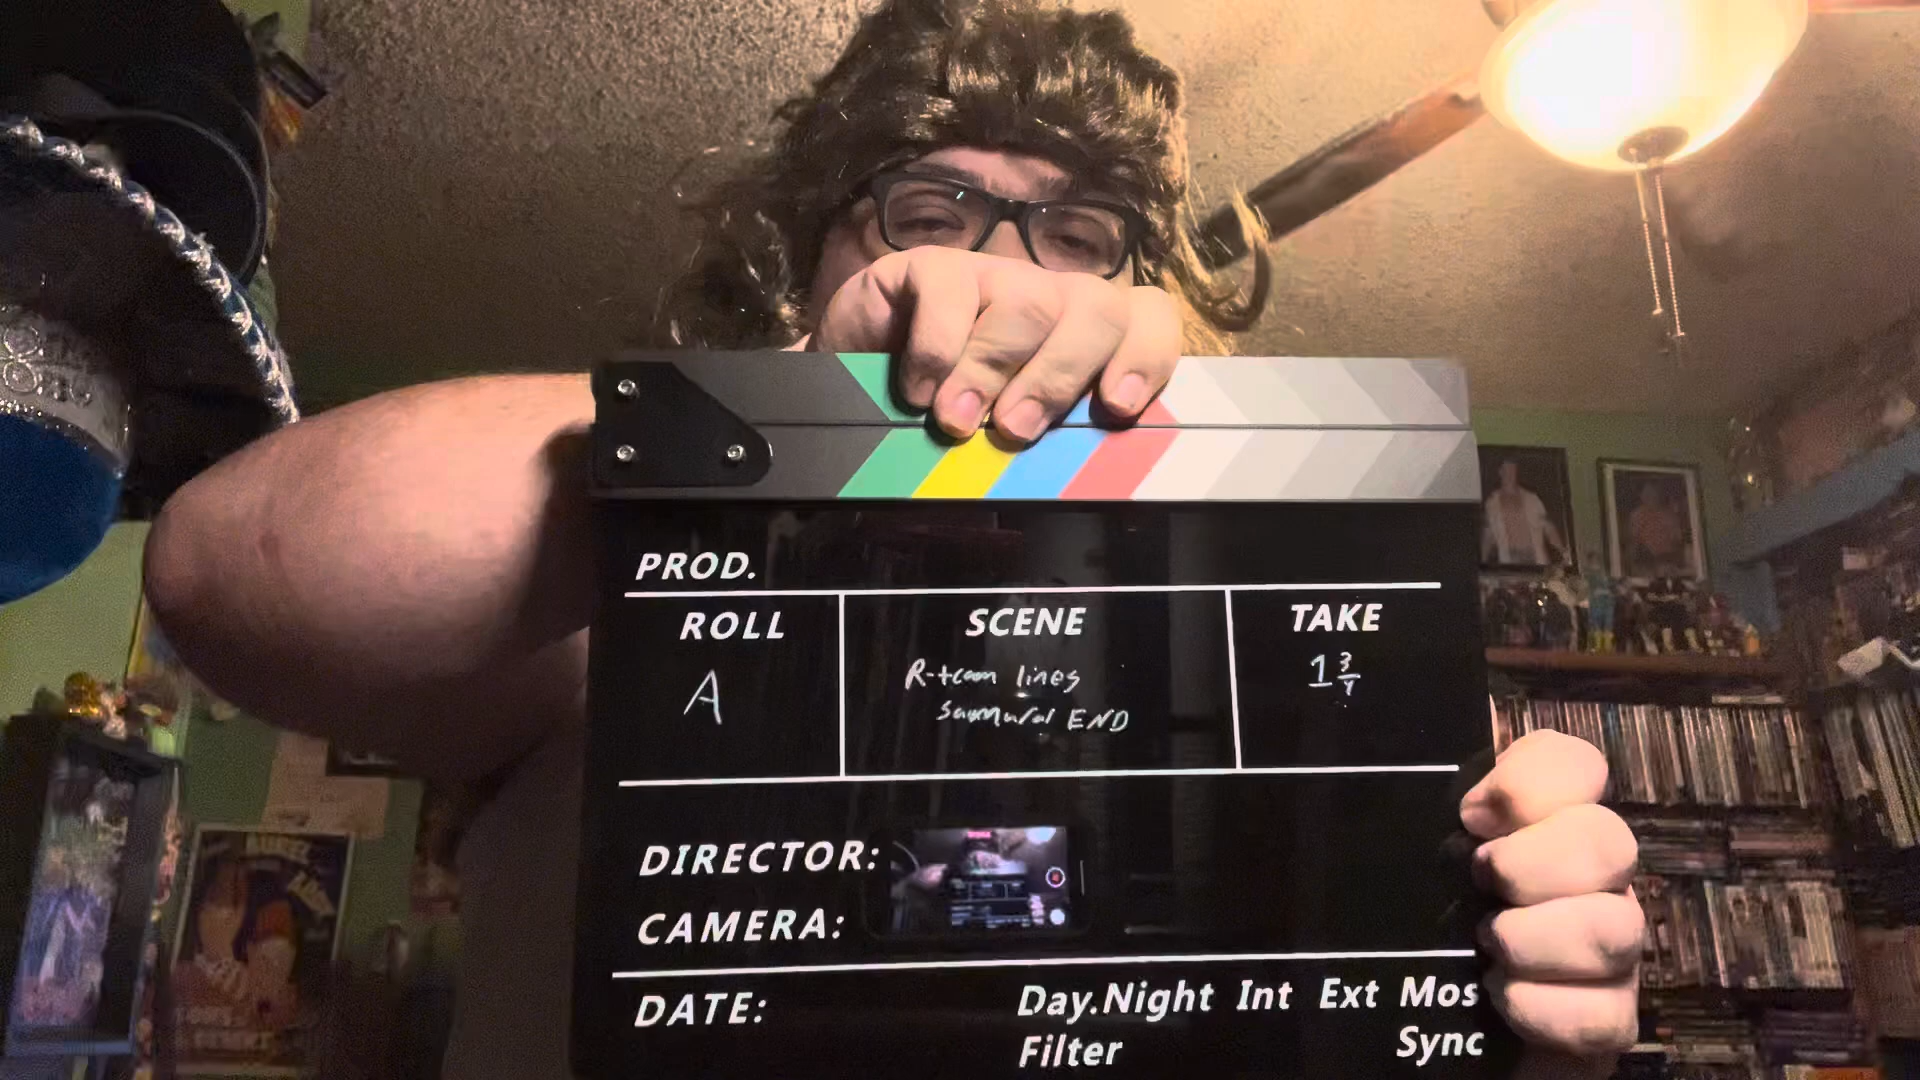 PROD.
ROLL SCENE TAKE
A R-team lines 1 3/4
samurai END
DIRECTOR:
CAMERA:
DATE: Day.Night Int Ext Mos
Filter Sync